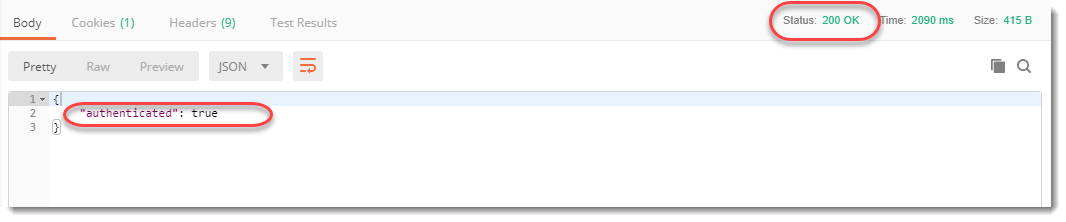 Body Cookies (1) Headers (9) Test Results Status: 200 OK Time: 2090 ms Size: 415 B
Pretty Raw Preview JSON
1 {
2 "authenticated": true
3 }